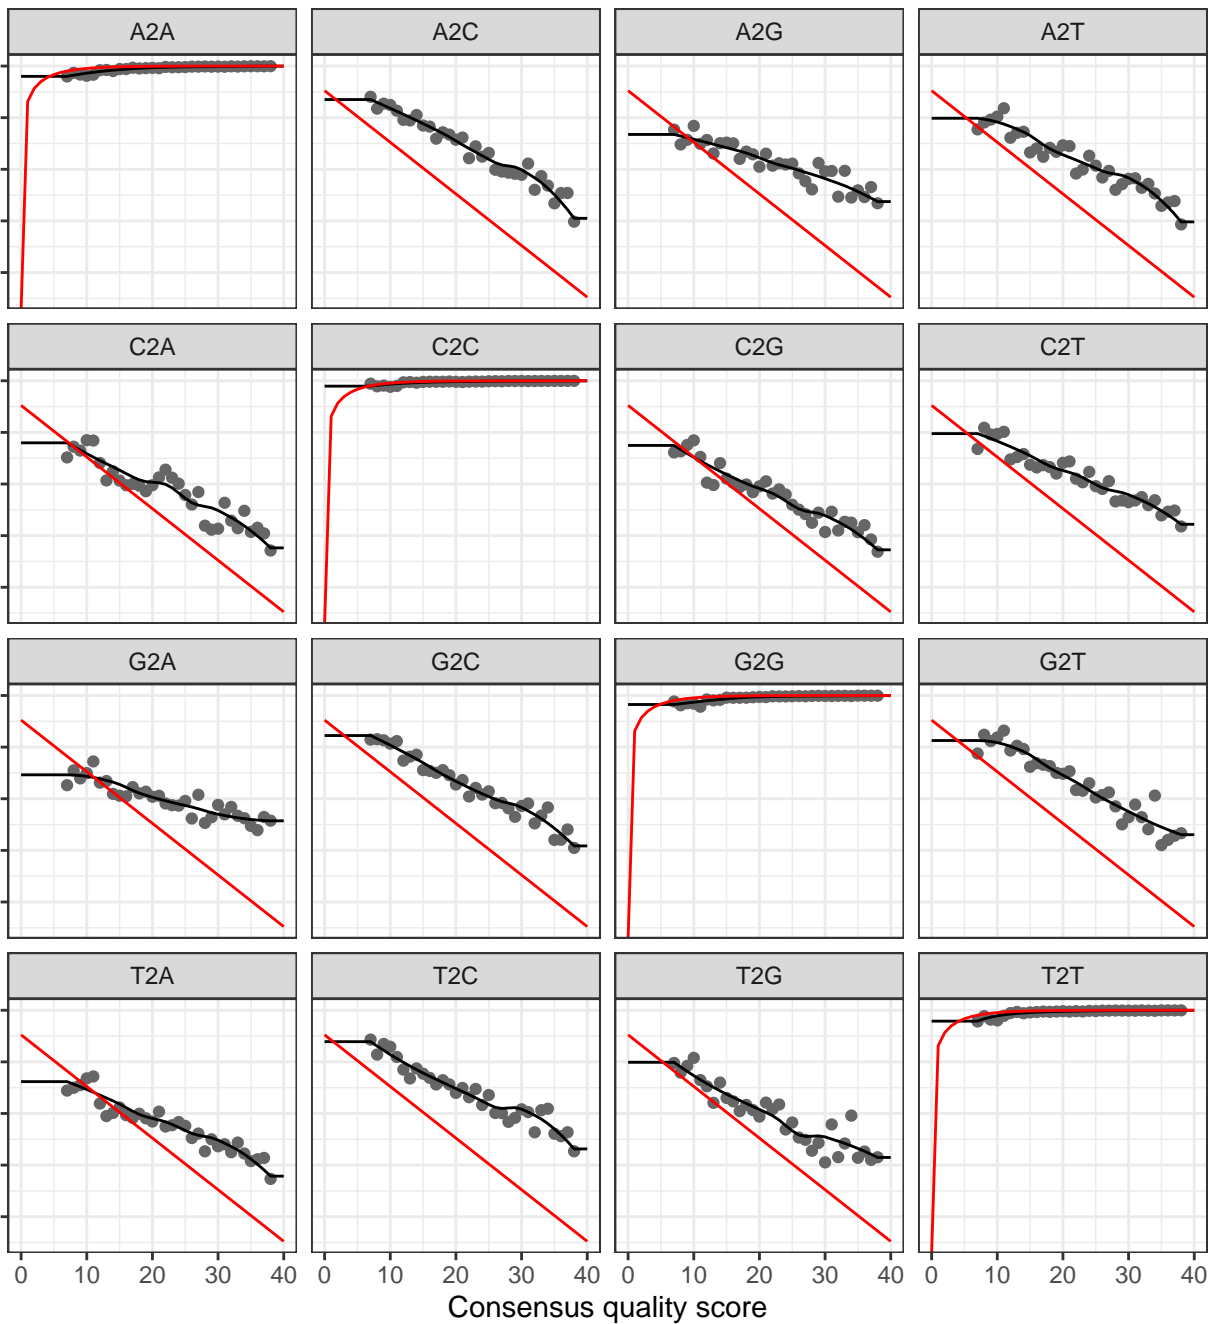 A2A A2C A2G A2T
C2A C2C C2G C2T
G2A G2C G2G G2T
T2A T2C T2G T2T
0 10 20 30 40 0 10 20 30 40 0 10 20 30 40 0 10 20 30 40
Consensus quality score